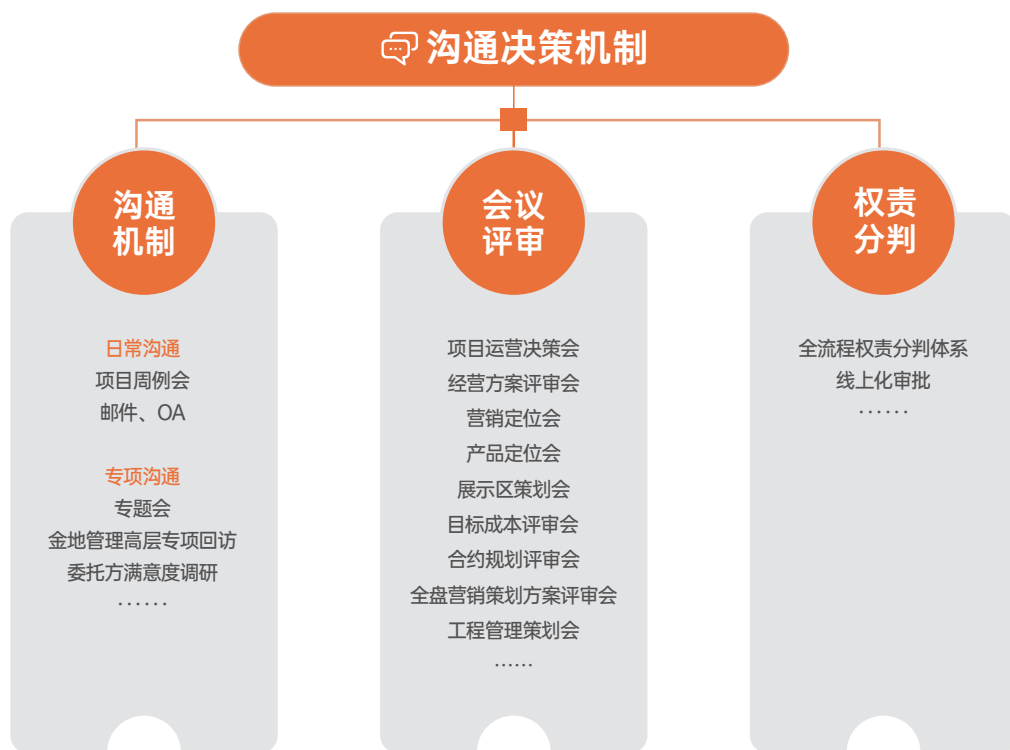 沟通决策机制
沟通
机制
日常沟通
项目周例会
邮件、OA
专项沟通
专题会
金地管理高层专项回访
委托方满意度调研
······
会议
评审
项目运营决策会
经营方案评审会
营销定位会
产品定位会
展示区策划会
目标成本评审会
合约规划评审会
全盘营销策划方案评审会
工程管理策划会
······
权责
分判
全流程权责分判体系
线上化审批
······